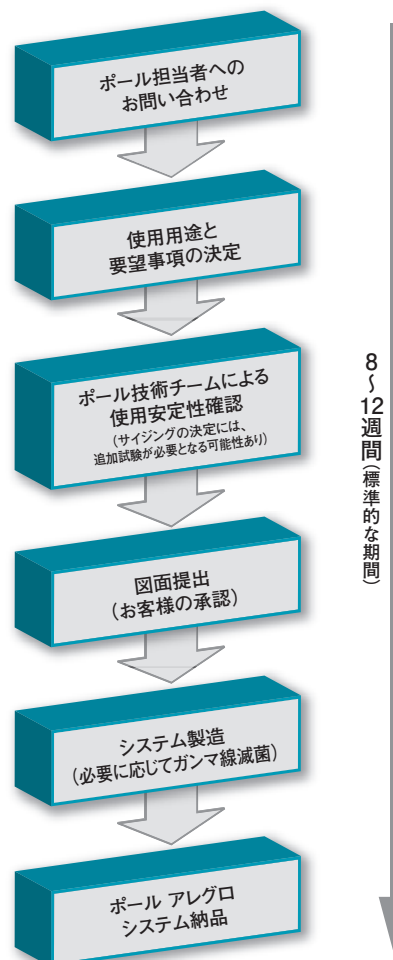 ポール担当者への
お問い合わせ
使用用途と
要望事項の決定
ポール技術チームによる
使用安定性確認
（サイジングの決定には、
追加試験が必要となる可能性あり）
図面提出
（お客様の承認）
システム製造
（必要に応じてガンマ線滅菌）
ポール アレグロ
システム納品
8〜12週間（標準的な期間）